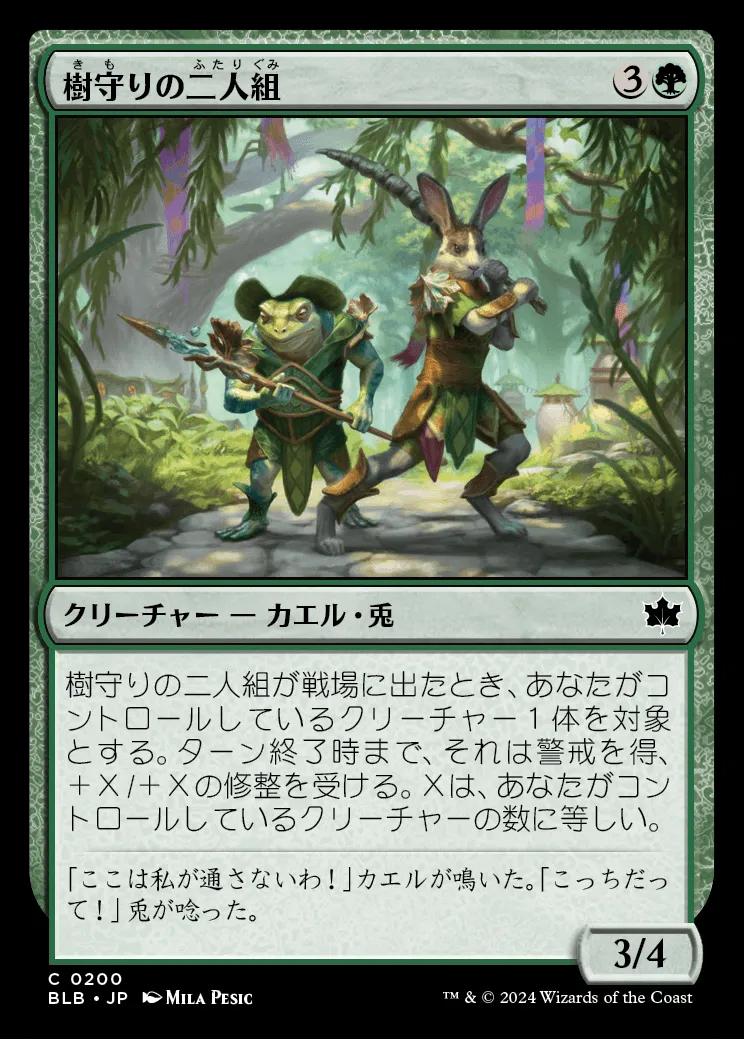 樹守りの二人組
き も ふたり ぐみ
3
クリーチャー — カエル・兎
樹守りの二人組が戦場に出たとき、あなたがコ
ントロールしているクリーチャー１体を対象
とする。ターン終了時まで、それは警戒を得、
＋Ｘ/＋Ｘの修整を受ける。Ｘは、あなたがコン
トロールしているクリーチャーの数に等しい。
「ここは私が通さないわ！」カエルが鳴いた。「こっちだっ
て！」兎が唸った。
3/4
C 0200
BLB • JP Mila Pesic
™ & © 2024 Wizards of the Coast